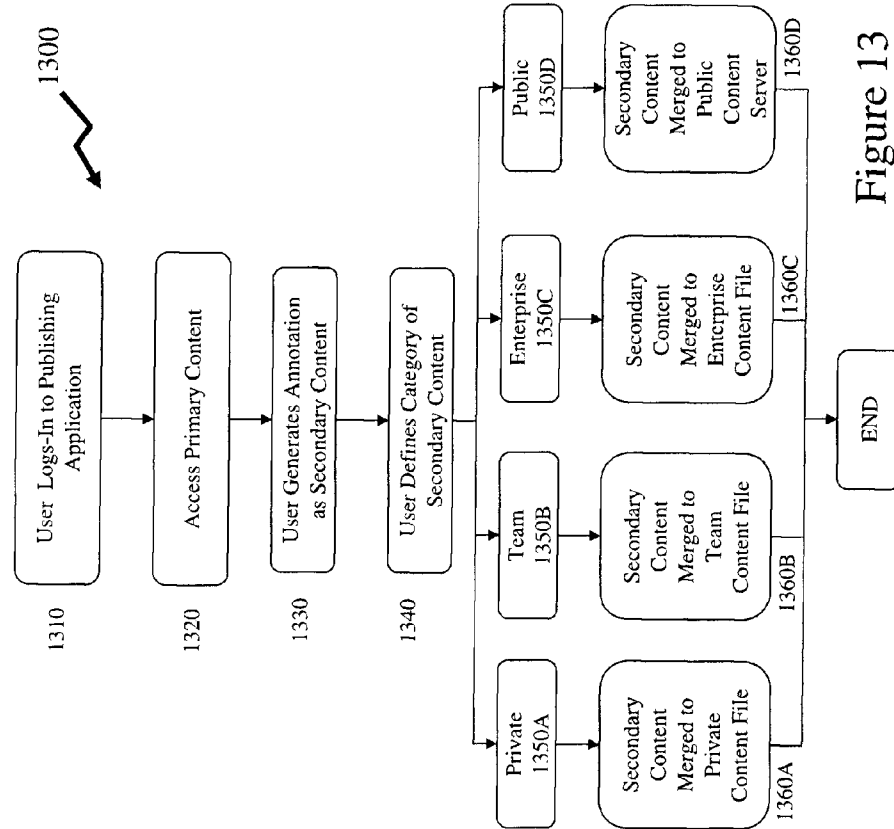 1300
1310
User Logs-In to Publishing
Application
1320
Access Primary Content
1330
User Generates Annotation
as Secondary Content
1340
User Defines Category of
Secondary Content
Private
1350A
Team
1350B
Enterprise
1350C
Public
1350D
Secondary
Content
Merged to
Private
Content File
1360A
Secondary
Content
Merged to
Team
Content File
1360B
Secondary
Content
Merged to
Enterprise
Content File
1360C
Secondary
Content
Merged to
Public
Content
Server
1360D
END
Figure 13